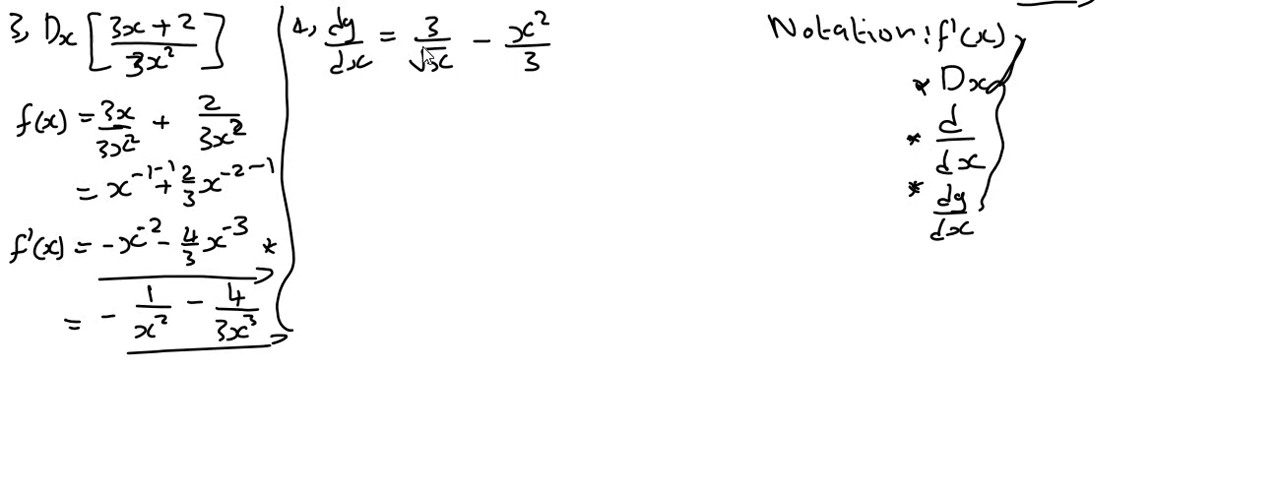 3, Dx [ (3x + 2) / (3x²) ]
f(x) = 3x/3x² + 2/3x²
= x⁻¹⁻¹ + 2/3 x⁻²⁻¹
f'(x) = -x⁻² - 4/3 x⁻³ *
= - 1/x² - 4/3x³
4, dy/dx = 3/√x - x²/3
Notation: f'(x)
* Dx
* d/dx
* dy/dx